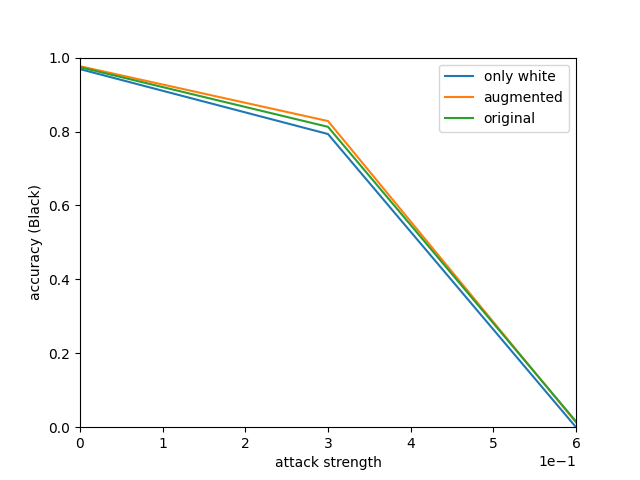 1.0
0.8
0.6
0.4
0.2
0.0
accuracy (Black)
only white
augmented
original
0 1 2 3 4 5 6
attack strength
1e−1